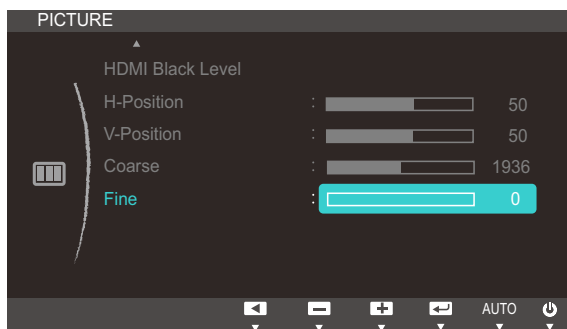 PICTURE
HDMI Black Level
H-Position : 50
V-Position : 50
Coarse : 1936
Fine : 0
AUTO